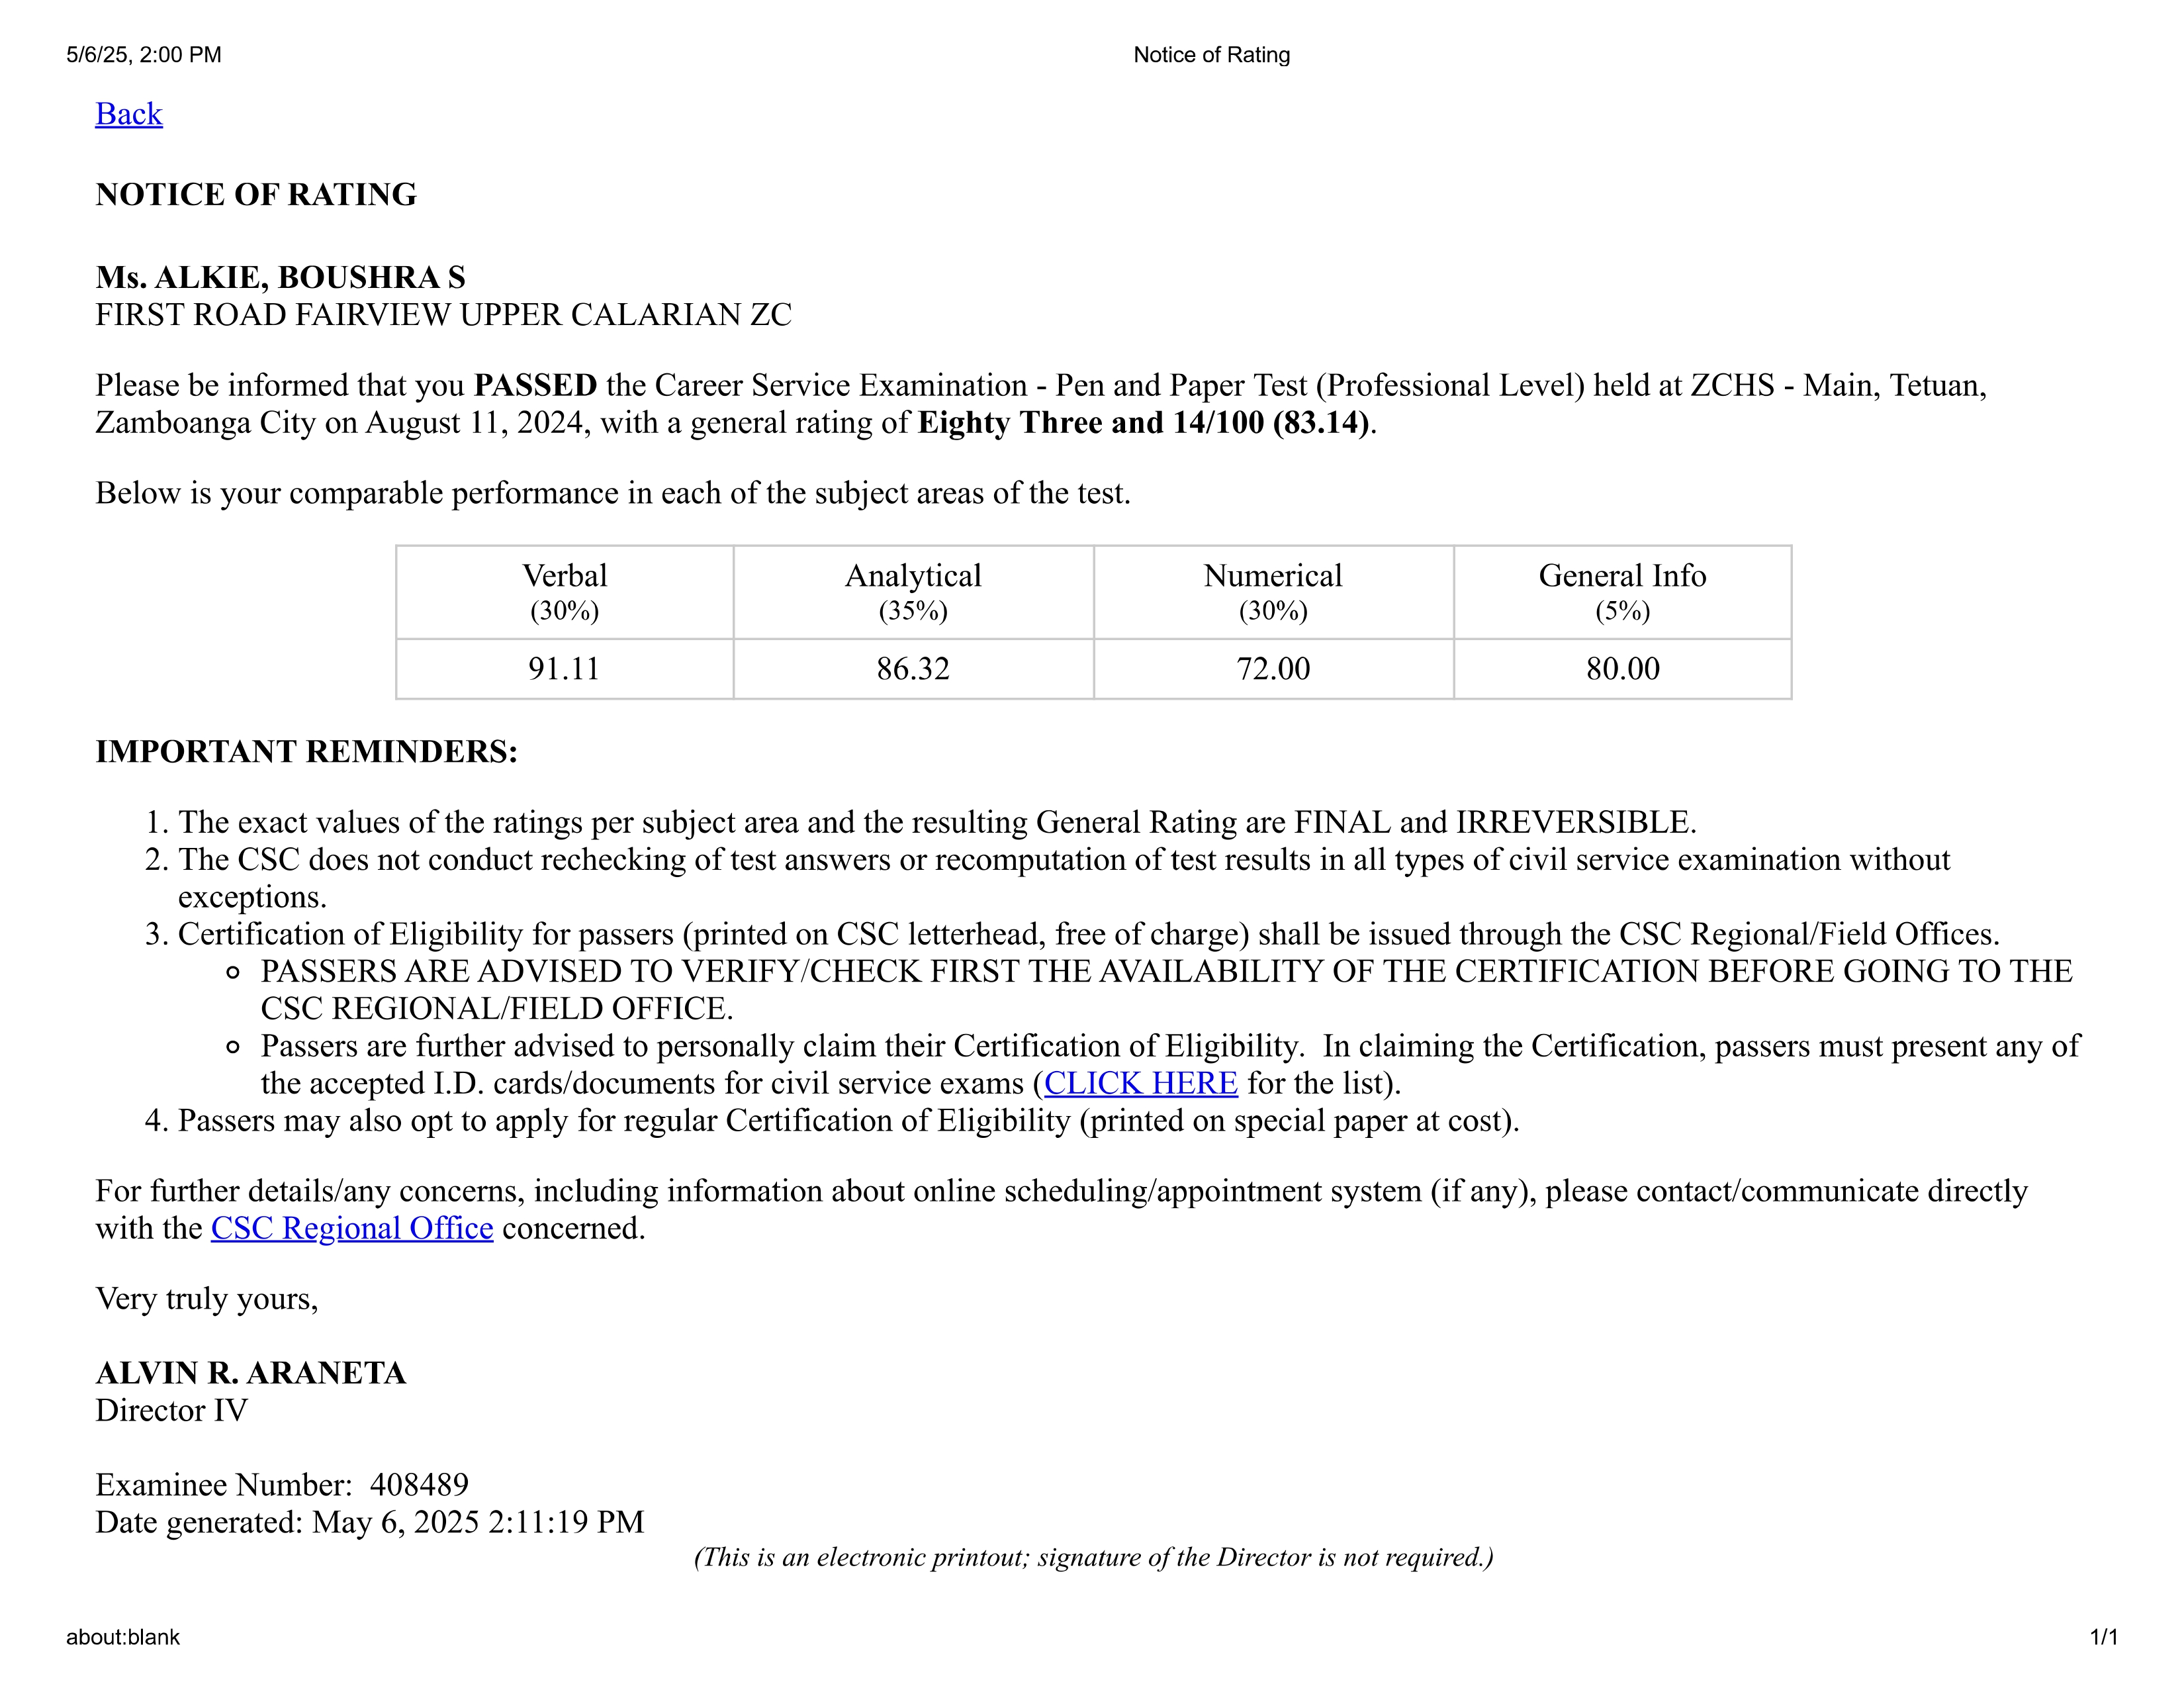 5/6/25, 2:00 PM
Notice of Rating
Back
NOTICE OF RATING
Ms. ALKIE, BOUSHRA S
FIRST ROAD FAIRVIEW UPPER CALARIAN ZC
Please be informed that you PASSED the Career Service Examination - Pen and Paper Test (Professional Level) held at ZCHS - Main, Tetuan,
Zamboanga City on August 11, 2024, with a general rating of Eighty Three and 14/100 (83.14).
Below is your comparable performance in each of the subject areas of the test.
Verbal Analytical Numerical General Info
(30%) (35%) (30%) (5%)
91.11 86.32 72.00 80.00
IMPORTANT REMINDERS:
1. The exact values of the ratings per subject area and the resulting General Rating are FINAL and IRREVERSIBLE.
2. The CSC does not conduct rechecking of test answers or recomputation of test results in all types of civil service examination without
exceptions.
3. Certification of Eligibility for passers (printed on CSC letterhead, free of charge) shall be issued through the CSC Regional/Field Offices.
PASSERS ARE ADVISED TO VERIFY/CHECK FIRST THE AVAILABILITY OF THE CERTIFICATION BEFORE GOING TO THE
CSC REGIONAL/FIELD OFFICE.
Passers are further advised to personally claim their Certification of Eligibility. In claiming the Certification, passers must present any of
the accepted I.D. cards/documents for civil service exams (CLICK HERE for the list).
4. Passers may also opt to apply for regular Certification of Eligibility (printed on special paper at cost).
For further details/any concerns, including information about online scheduling/appointment system (if any), please contact/communicate directly
with the CSC Regional Office concerned.
Very truly yours,
ALVIN R. ARANETA
Director IV
Examinee Number: 408489
Date generated: May 6, 2025 2:11:19 PM
(This is an electronic printout; signature of the Director is not required.)
about:blank
1/1